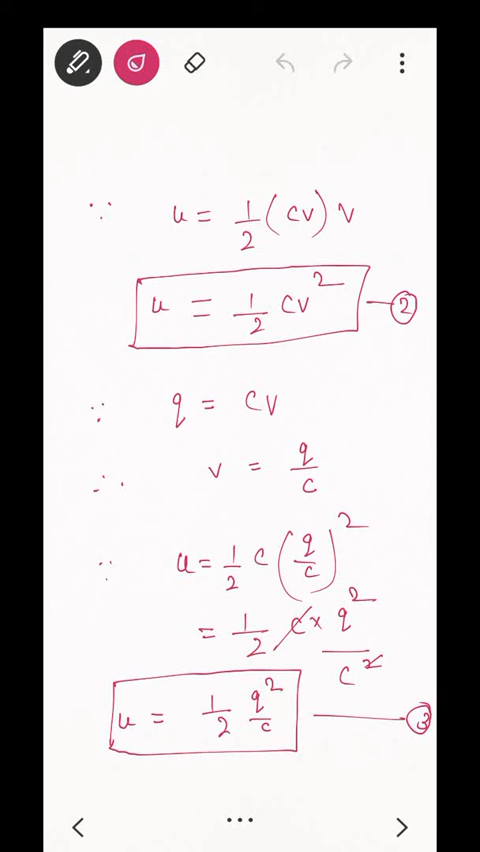 ∵ u = 1/2 (cv) v
u = 1/2 cv² — ②
∵ q = cv
∴ v = q/c
∵ u = 1/2 c (q/c)²
= 1/2 c × q²/c²
u = 1/2 q²/c — ③